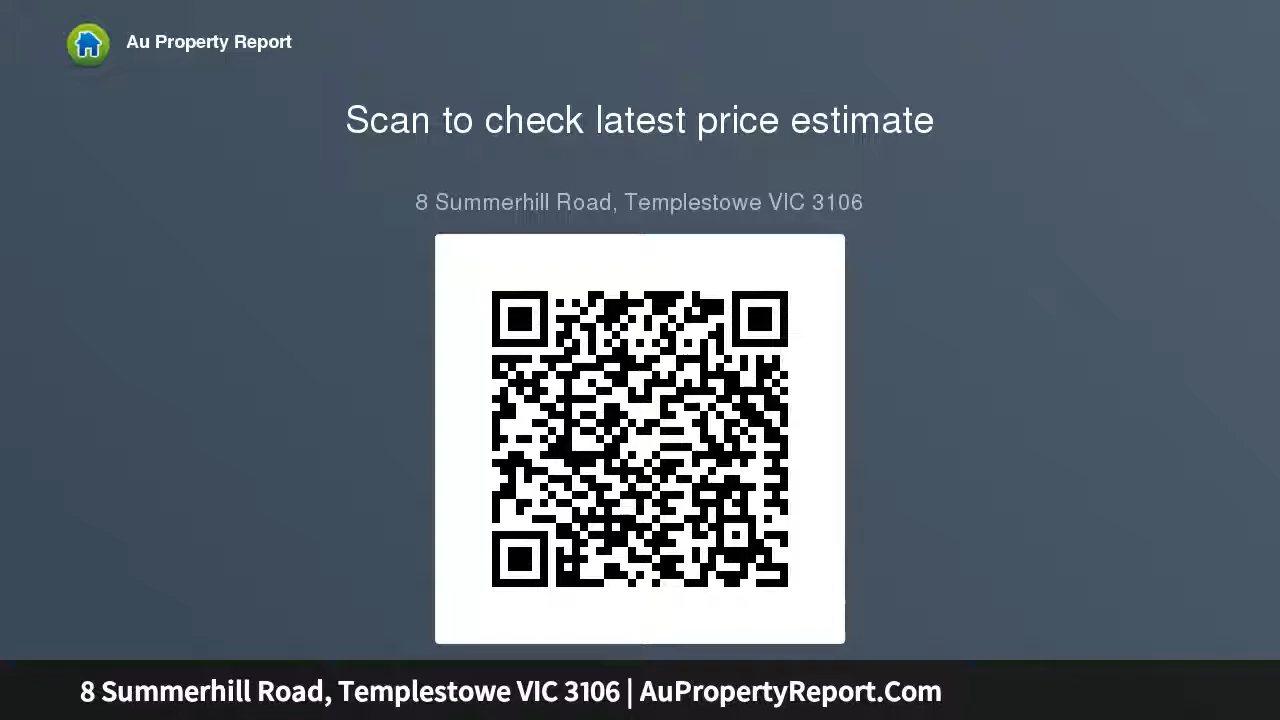 Au Property Report
Scan to check latest price estimate
8 Summerhill Road, Templestowe VIC 3106
8 Summerhill Road, Templestowe VIC 3106 | AuPropertyReport.Com